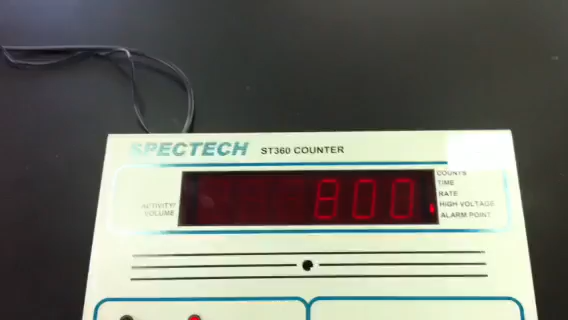 SPECTECH ST360 COUNTER
COUNTS
TIME
RATE
HIGH VOLTAGE
ALARM POINT
ACTIVITY/
VOLUME
800